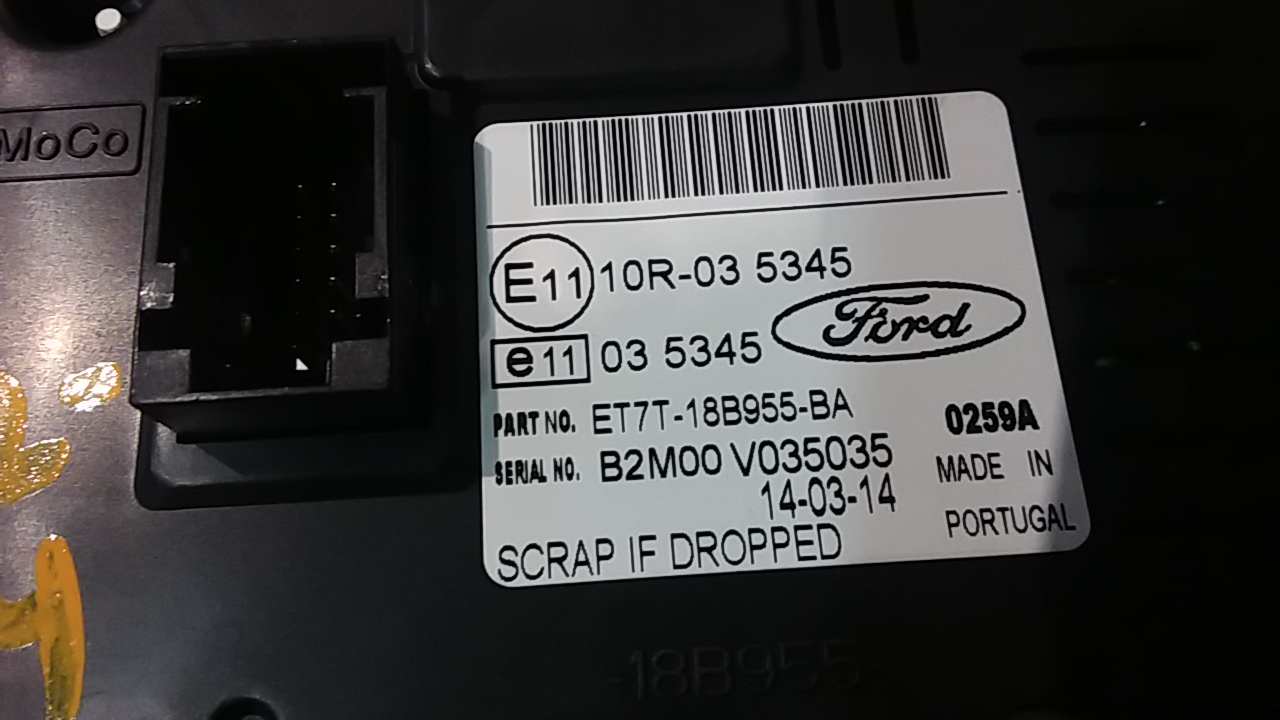 MoCo
E11 10R-03 5345
Ford
e11 03 5345
PART NO. ET7T-18B955-BA
0259A
SERIAL NO. B2M00 V035035
MADE IN
14-03-14
PORTUGAL
SCRAP IF DROPPED
-18B955-